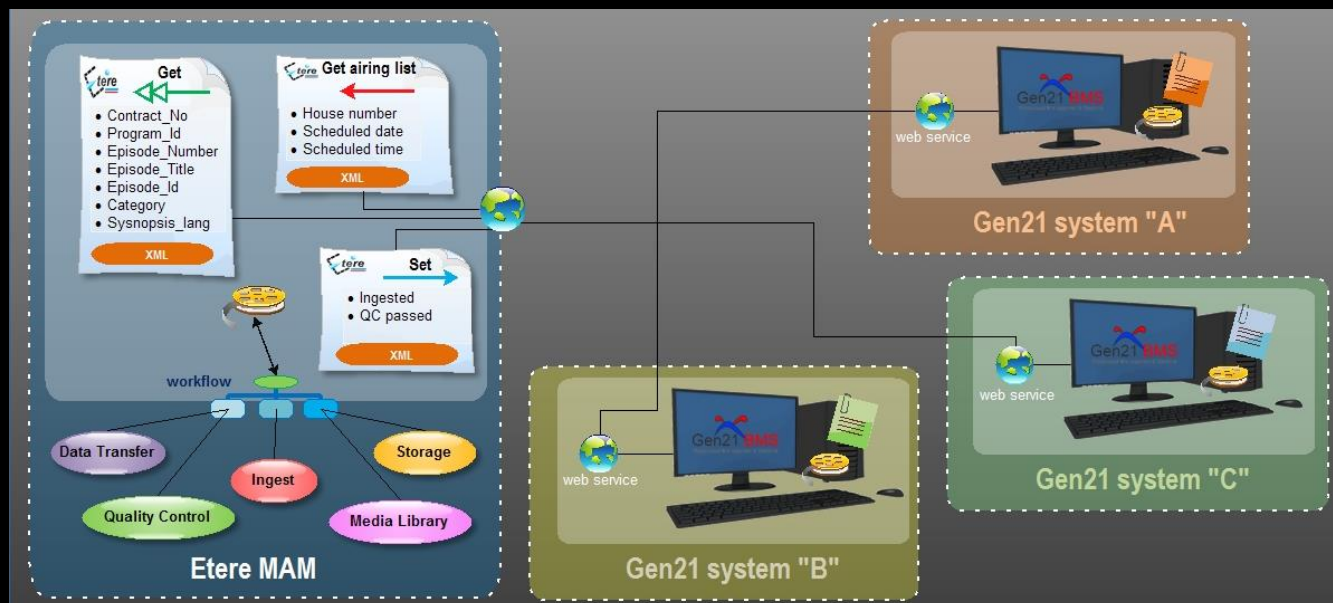 Etere Get
• Contract_No
• Program_Id
• Episode_Number
• Episode_Title
• Episode_Id
• Category
• Sysnopsis_lang
XML
Etere Get airing list
• House number
• Scheduled date
• Scheduled time
XML
Etere Set
• Ingested
• QC passed
XML
workflow
Data Transfer
Storage
Ingest
Quality Control
Media Library
Etere MAM
web service
Gen21 BMS
Gen21 system "A"
web service
Gen21 BMS
Gen21 system "B"
web service
Gen21 BMS
Gen21 system "C"